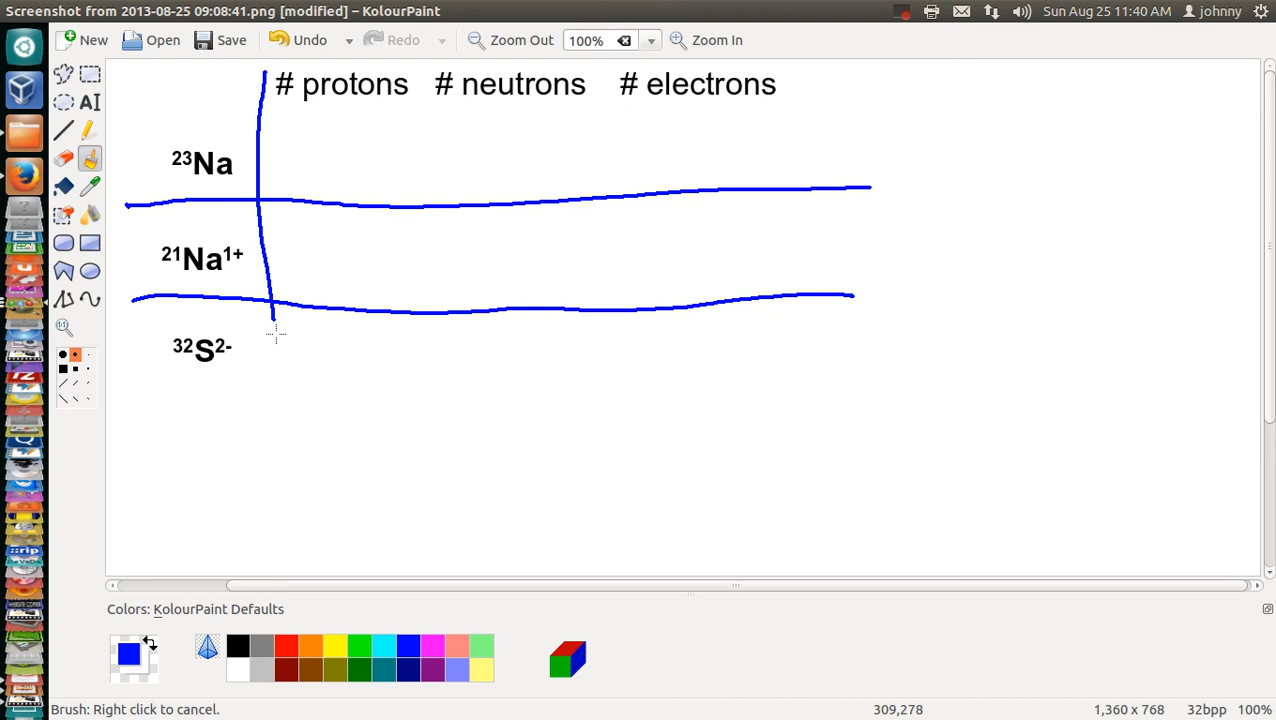 Screenshot from 2013-08-25 09:08:41.png [modified] – KolourPaint
Sun Aug 25 11:40 AM johnny
New Open Save Undo Redo Zoom Out 100% Zoom In
# protons # neutrons # electrons
²³Na
²¹Na¹⁺
³²S²⁻
Colors: KolourPaint Defaults
Brush: Right click to cancel. 309,278 1,360 x 768 32bpp 100%